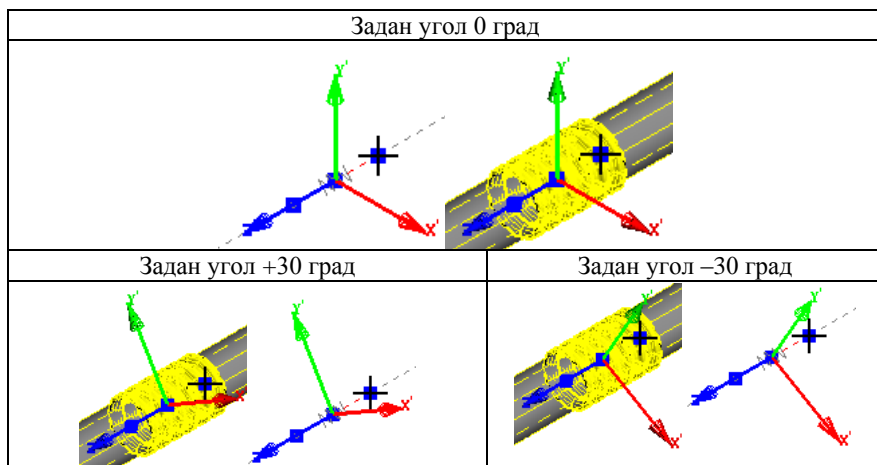 Задан угол 0 град
Y'
X'
Y'
X'
Задан угол +30 град
Задан угол –30 град
Y'
Y'
X'
Y'
X'
Y'
X'